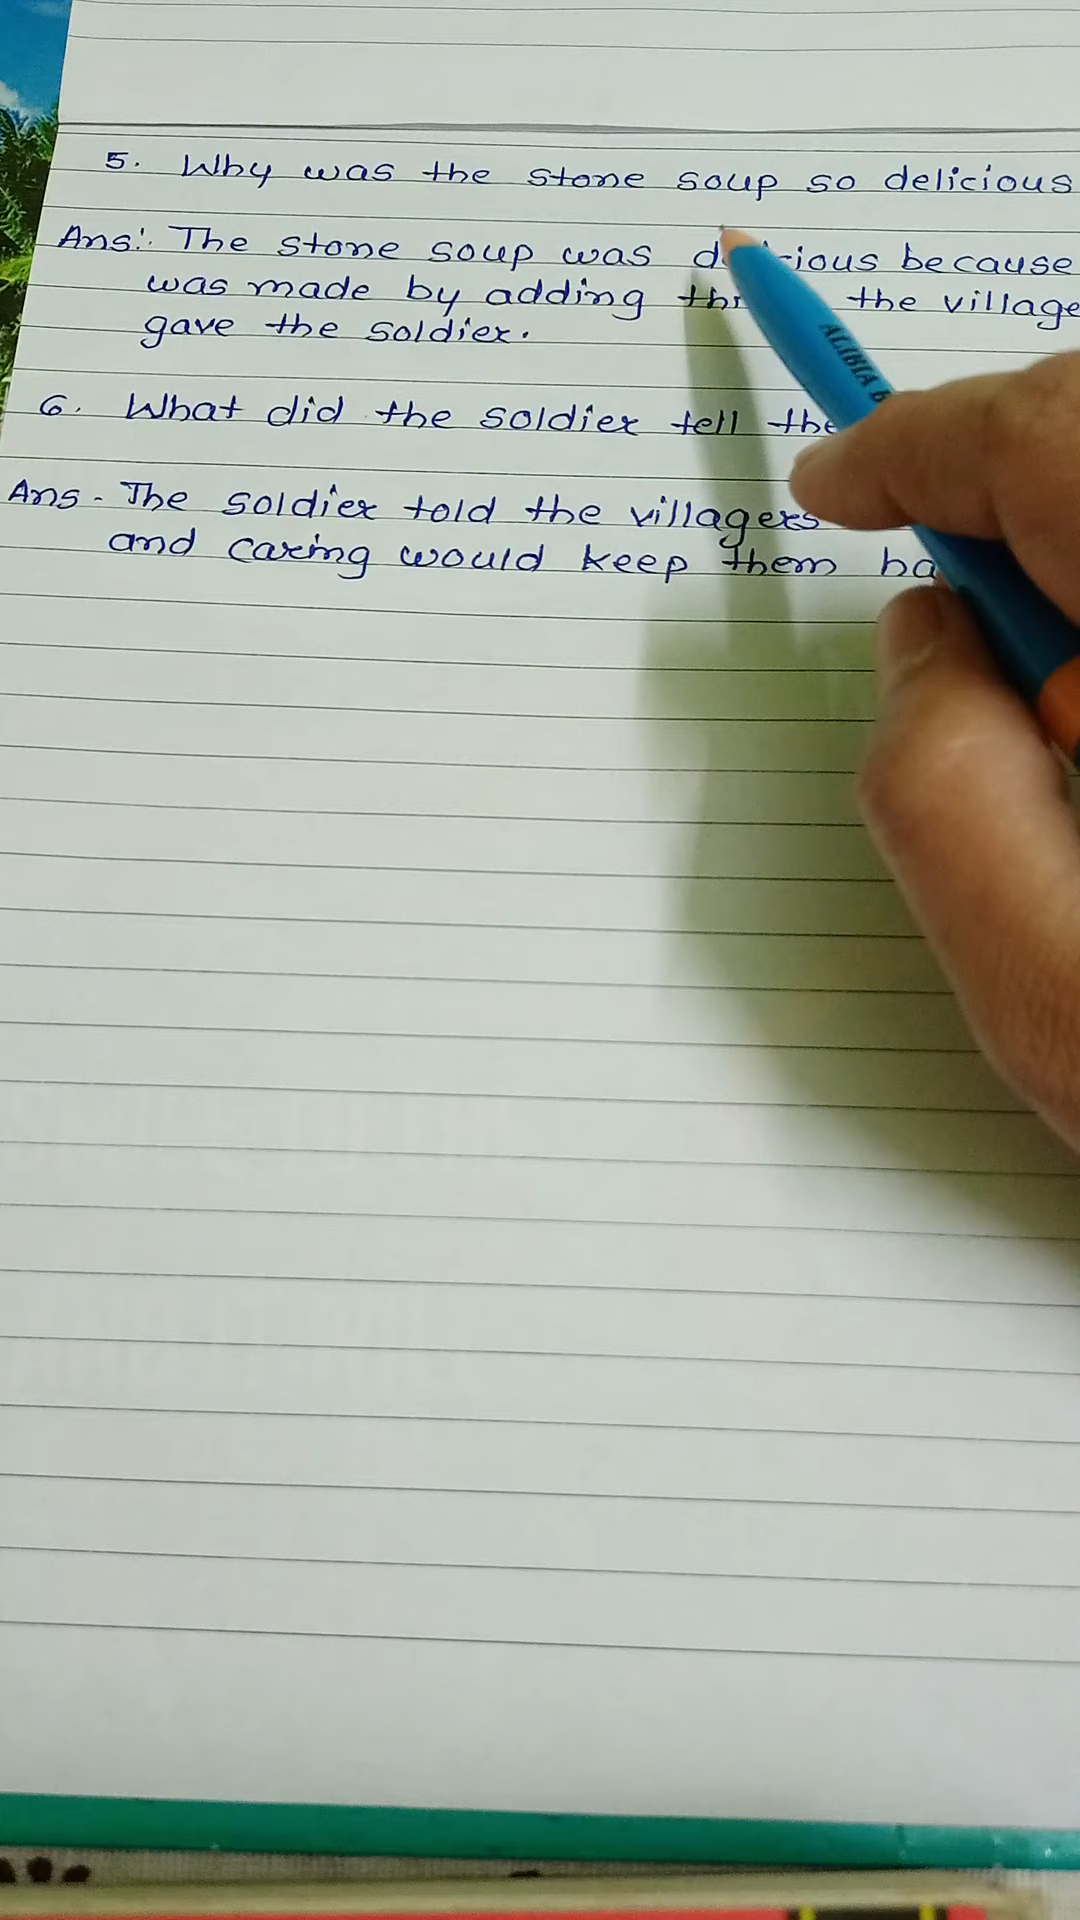 5. Why was the stone soup so delicious
Ans:. The stone soup was because
was made by adding the
gave the soldier.
6. What did the soldier tell the
Ans - The soldier told the villagers
and caring would keep them
ALIBIA